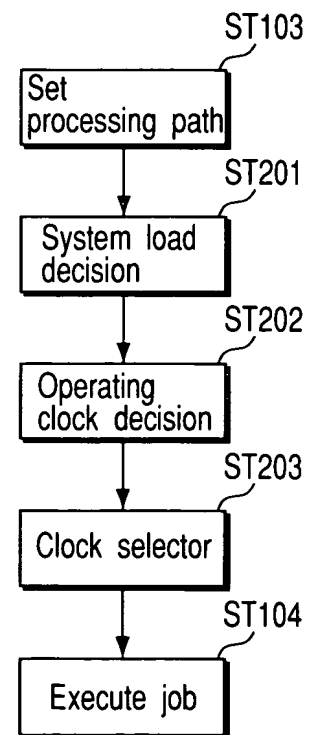 ST103
Set
processing path
ST201
System load
decision
ST202
Operating
clock decision
ST203
Clock selector
ST104
Execute job